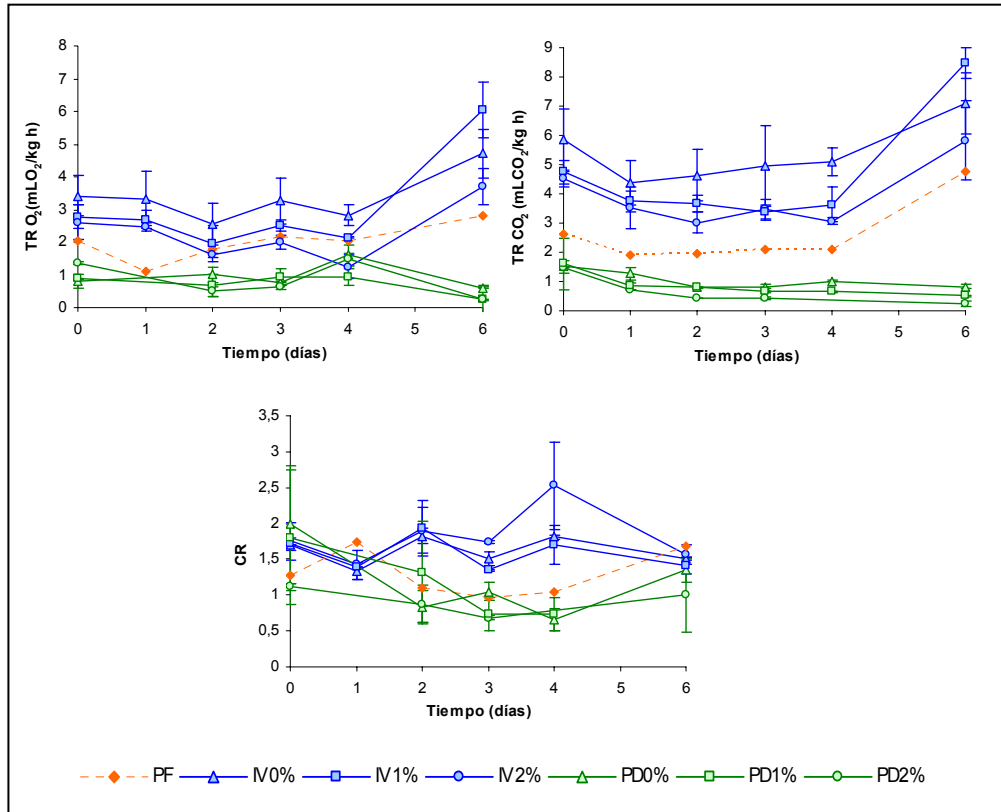 TR O₂(mLO₂/kg h)
8
7
6
5
4
3
2
1
0
0 1 2 3 4 5 6
Tiempo (días)
TR CO₂ (mLCO₂/kg h)
9
8
7
6
5
4
3
2
1
0
0 1 2 3 4 5 6
Tiempo (días)
CR
3,5
3
2,5
2
1,5
1
0,5
0
0 1 2 3 4 5 6
Tiempo (días)
PF IV0% IV1% IV2% PD0% PD1% PD2%